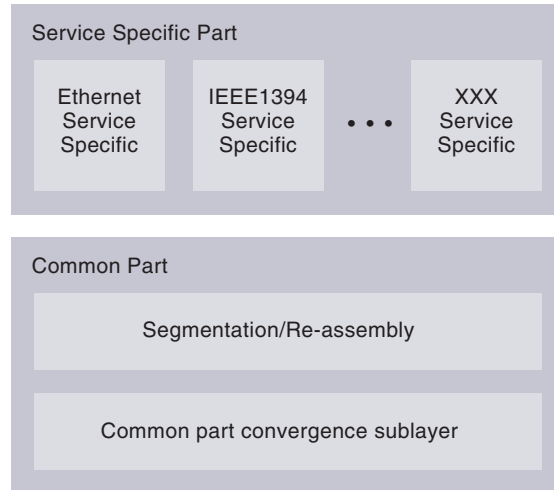 Service Specific Part
Ethernet
Service
Specific
IEEE1394
Service
Specific
• • •
XXX
Service
Specific
Common Part
Segmentation/Re-assembly
Common part convergence sublayer